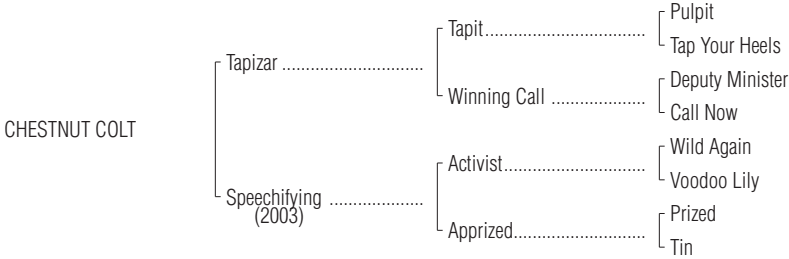 Pulpit
Tapit
Tap Your Heels
Tapizar
Deputy Minister
Winning Call
Call Now
CHESTNUT COLT
Wild Again
Activist
Voodoo Lily
Speechifying
(2003)
Prized
Apprized
Tin